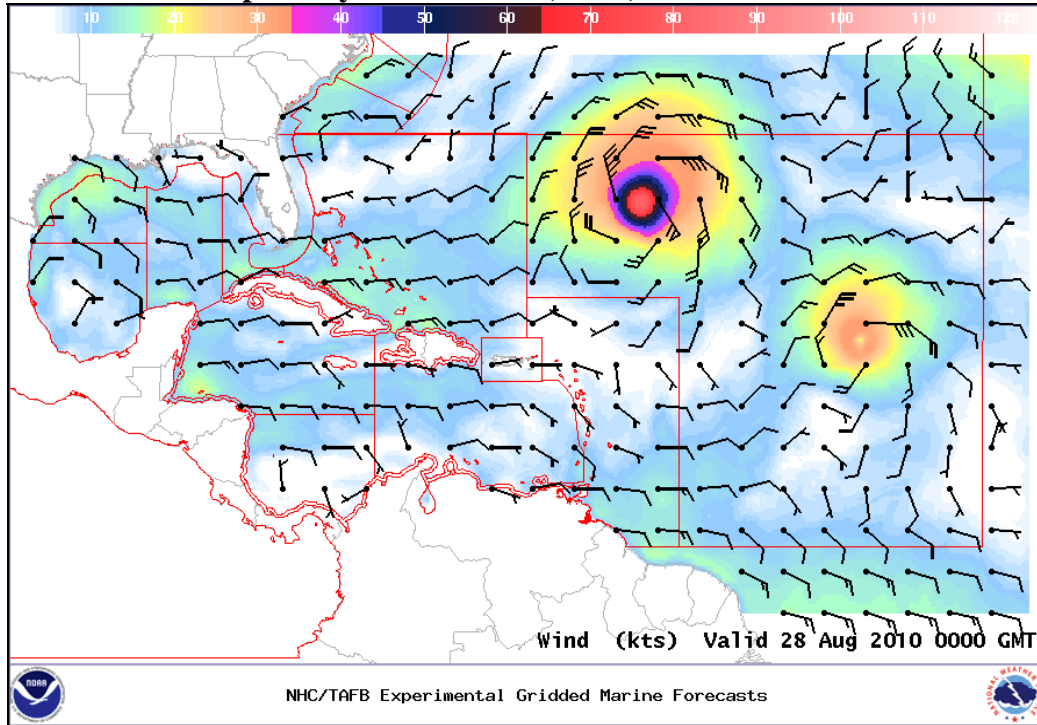 10 20 30 40 50 60 70 80 90 100 110 120
Wind (kts) Valid 28 Aug 2010 0000 GMT
NOAA
NHC/TAFB Experimental Gridded Marine Forecasts